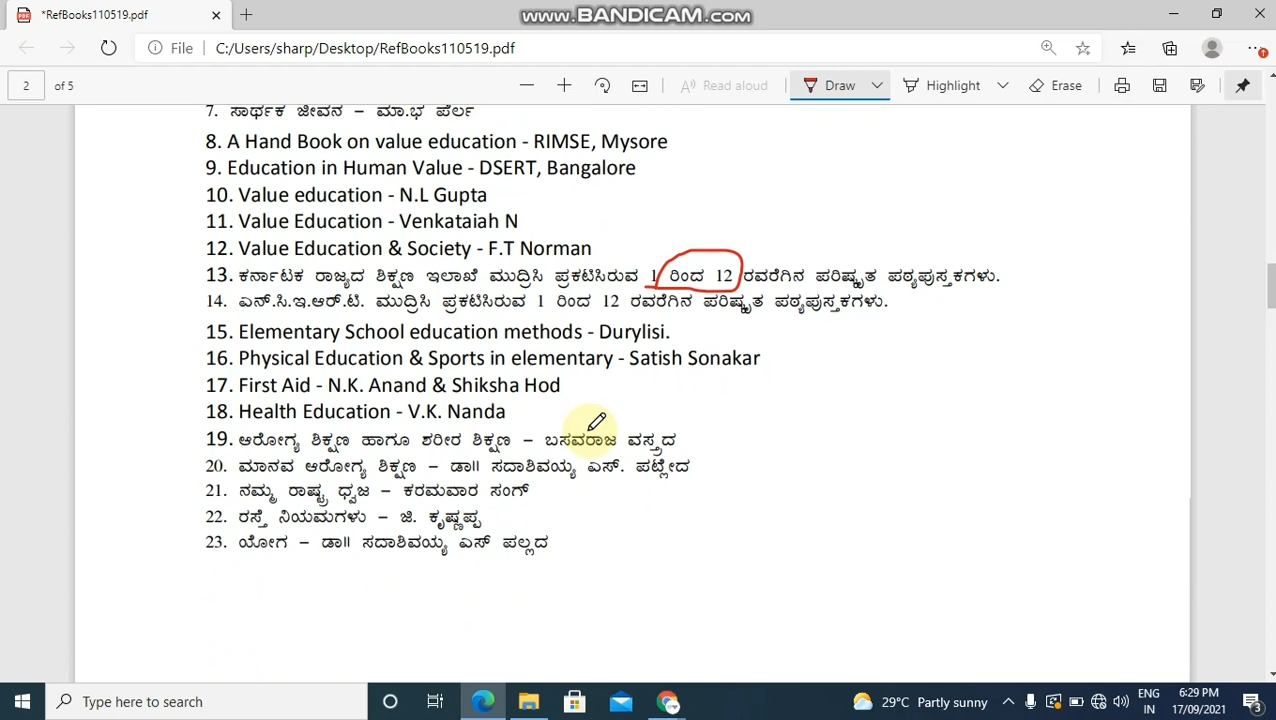 *RefBooks110519.pdf
www.BANDICAM.com
File C:/Users/sharp/Desktop/RefBooks110519.pdf
2 of 5 Read aloud Draw Highlight Erase
7. ಸಾರ್ಥಕ ಜೀವನ – ಮಾ.ಭ ಪೆರ್ಲ
8. A Hand Book on value education - RIMSE, Mysore
9. Education in Human Value - DSERT, Bangalore
10. Value education - N.L Gupta
11. Value Education - Venkataiah N
12. Value Education & Society - F.T Norman
13. ಕರ್ನಾಟಕ ರಾಜ್ಯದ ಶಿಕ್ಷಣ ಇಲಾಖೆ ಮುದ್ರಿಸಿ ಪ್ರಕಟಿಸಿರುವ 1 ರಿಂದ 12 ರವರೆಗಿನ ಪರಿಷ್ಕೃತ ಪಠ್ಯಪುಸ್ತಕಗಳು.
14. ಎನ್.ಸಿ.ಇ.ಆರ್.ಟಿ. ಮುದ್ರಿಸಿ ಪ್ರಕಟಿಸಿರುವ 1 ರಿಂದ 12 ರವರೆಗಿನ ಪರಿಷ್ಕೃತ ಪಠ್ಯಪುಸ್ತಕಗಳು.
15. Elementary School education methods - Durylisi.
16. Physical Education & Sports in elementary - Satish Sonakar
17. First Aid - N.K. Anand & Shiksha Hod
18. Health Education - V.K. Nanda
19. ಆರೋಗ್ಯ ಶಿಕ್ಷಣ ಹಾಗೂ ಶರೀರ ಶಿಕ್ಷಣ – ಬಸವರಾಜ ವಸ್ತ್ರದ
20. ಮಾನವ ಆರೋಗ್ಯ ಶಿಕ್ಷಣ – ಡಾ॥ ಸದಾಶಿವಯ್ಯ ಎಸ್. ಪಟ್ಲೇದ
21. ನಮ್ಮ ರಾಷ್ಟ್ರ ಧ್ವಜ – ಕರಮವಾರ ಸಂಗ್
22. ರಸ್ತೆ ನಿಯಮಗಳು – ಜಿ. ಕೃಷ್ಣಪ್ಪ
23. ಯೋಗ – ಡಾ॥ ಸದಾಶಿವಯ್ಯ ಎಸ್ ಪಲ್ಲದ
Type here to search 29°C Partly sunny ENG 6:29 PM
IN 17/09/2021 3